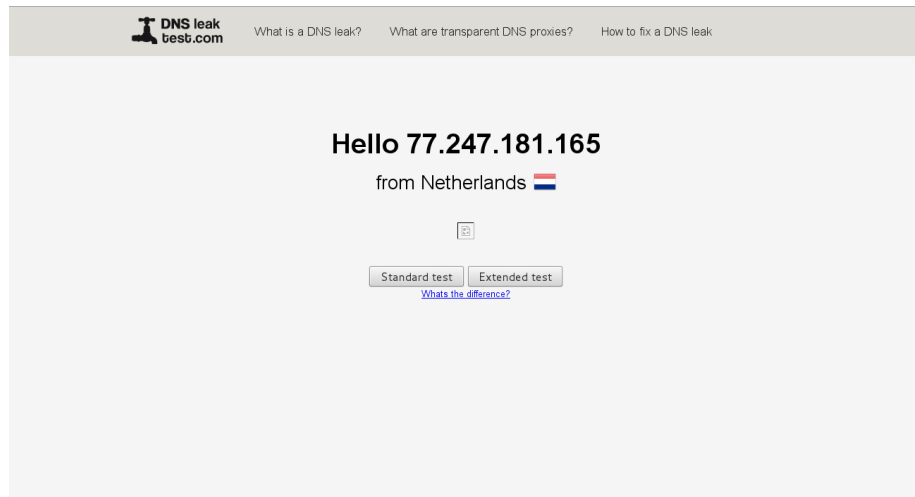 DNS leak
test.com
What is a DNS leak? What are transparent DNS proxies? How to fix a DNS leak
Hello 77.247.181.165
from Netherlands
Standard test Extended test
Whats the difference?